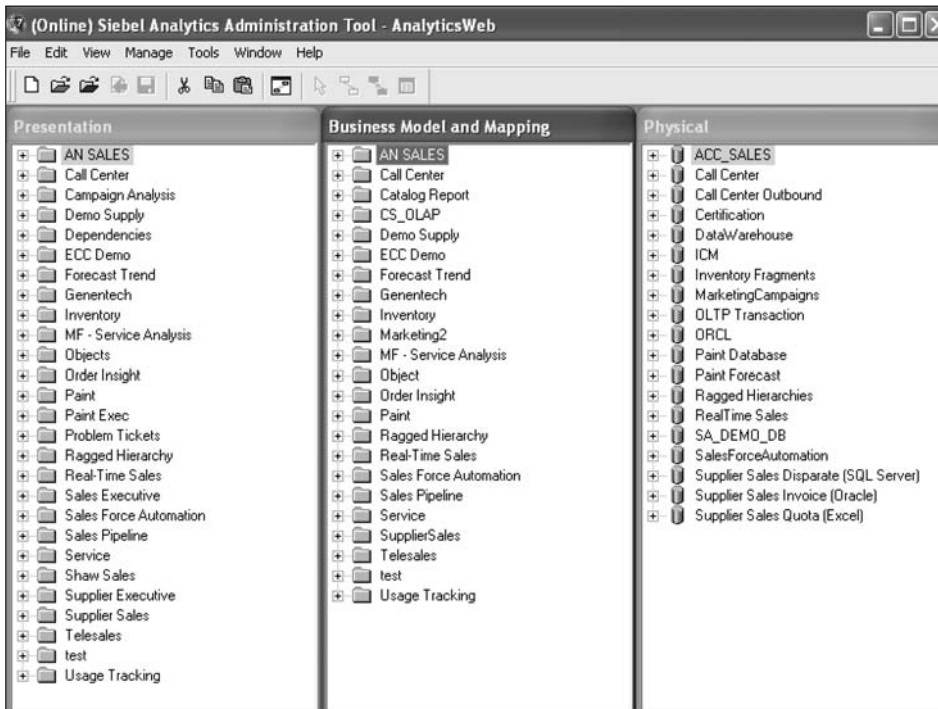 (Online) Siebel Analytics Administration Tool - AnalyticsWeb
File Edit View Manage Tools Window Help
Presentation
AN SALES
Call Center
Campaign Analysis
Demo Supply
Dependencies
ECC Demo
Forecast Trend
Genentech
Inventory
MF - Service Analysis
Objects
Order Insight
Paint
Paint Exec
Problem Tickets
Ragged Hierarchy
Real-Time Sales
Sales Executive
Sales Force Automation
Sales Pipeline
Service
Shaw Sales
Supplier Executive
Supplier Sales
Telesales
test
Usage Tracking
Business Model and Mapping
AN SALES
Call Center
Catalog Report
CS_OLAP
Demo Supply
ECC Demo
Forecast Trend
Genentech
Inventory
Marketing2
MF - Service Analysis
Object
Order Insight
Paint
Ragged Hierarchy
Real-Time Sales
Sales Force Automation
Sales Pipeline
Service
SupplierSales
Telesales
test
Usage Tracking
Physical
ACC_SALES
Call Center
Call Center Outbound
Certification
DataWarehouse
ICM
Inventory Fragments
MarketingCampaigns
OLTP Transaction
ORCL
Paint Database
Paint Forecast
Ragged Hierarchies
RealTime Sales
SA_DEMO_DB
SalesForceAutomation
Supplier Sales Disparate (SQL Server)
Supplier Sales Invoice (Oracle)
Supplier Sales Quota (Excel)